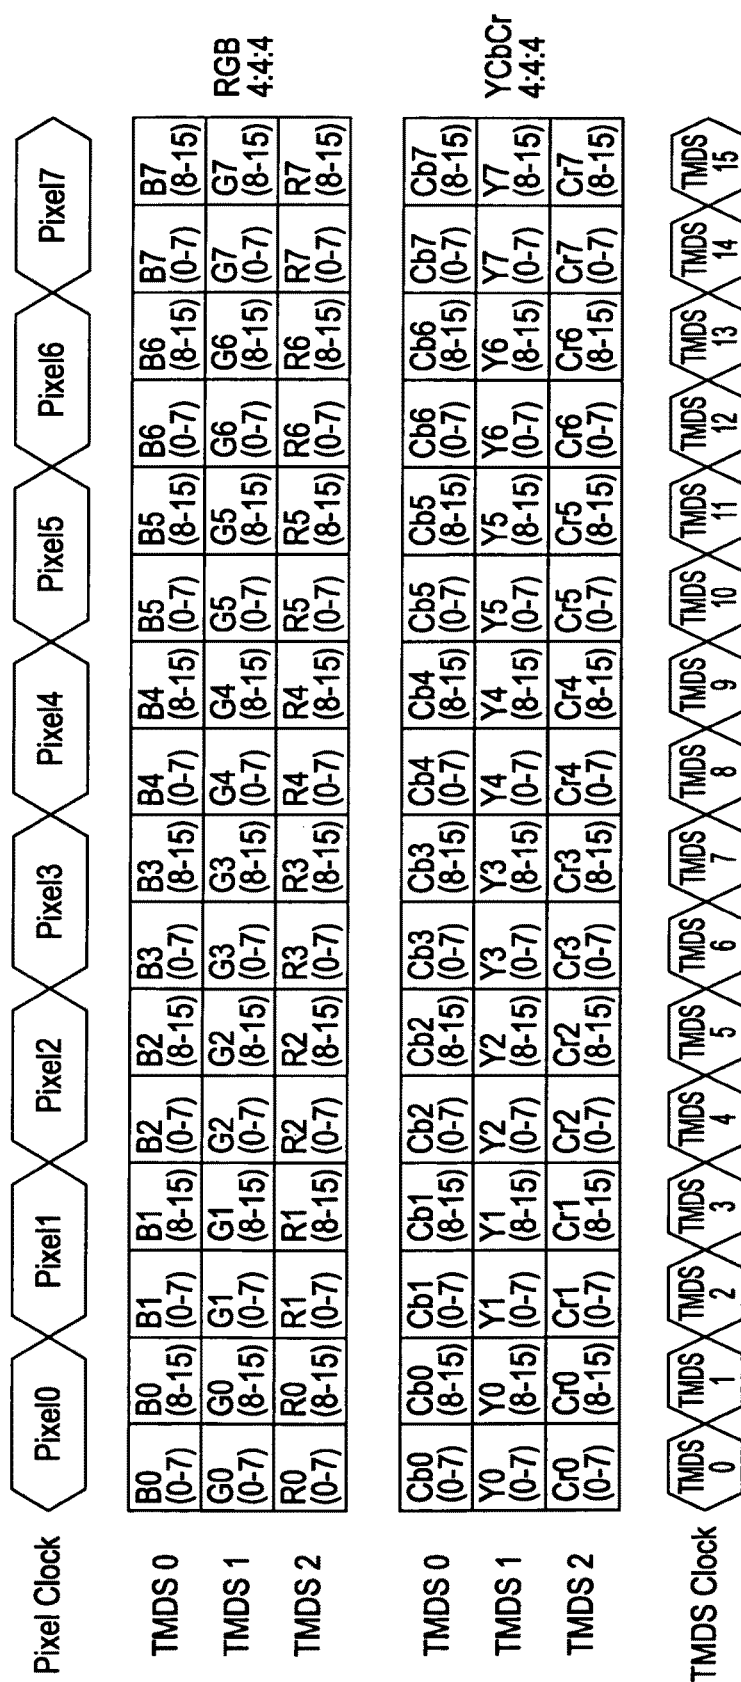 Pixel Clock Pixel0 Pixel1 Pixel2 Pixel3 Pixel4 Pixel5 Pixel6 Pixel7
TMDS 0 B0 (0-7) B0 (8-15) B1 (0-7) B1 (8-15) B2 (0-7) B2 (8-15) B3 (0-7) B3 (8-15) B4 (0-7) B4 (8-15) B5 (0-7) B5 (8-15) B6 (0-7) B6 (8-15) B7 (0-7) B7 (8-15)
TMDS 1 G0 (0-7) G0 (8-15) G1 (0-7) G1 (8-15) G2 (0-7) G2 (8-15) G3 (0-7) G3 (8-15) G4 (0-7) G4 (8-15) G5 (0-7) G5 (8-15) G6 (0-7) G6 (8-15) G7 (0-7) G7 (8-15)
TMDS 2 R0 (0-7) R0 (8-15) R1 (0-7) R1 (8-15) R2 (0-7) R2 (8-15) R3 (0-7) R3 (8-15) R4 (0-7) R4 (8-15) R5 (0-7) R5 (8-15) R6 (0-7) R6 (8-15) R7 (0-7) R7 (8-15)
RGB
4:4:4
TMDS 0 Cb0 (0-7) Cb0 (8-15) Cb1 (0-7) Cb1 (8-15) Cb2 (0-7) Cb2 (8-15) Cb3 (0-7) Cb3 (8-15) Cb4 (0-7) Cb4 (8-15) Cb5 (0-7) Cb5 (8-15) Cb6 (0-7) Cb6 (8-15) Cb7 (0-7) Cb7 (8-15)
TMDS 1 Y0 (0-7) Y0 (8-15) Y1 (0-7) Y1 (8-15) Y2 (0-7) Y2 (8-15) Y3 (0-7) Y3 (8-15) Y4 (0-7) Y4 (8-15) Y5 (0-7) Y5 (8-15) Y6 (0-7) Y6 (8-15) Y7 (0-7) Y7 (8-15)
TMDS 2 Cr0 (0-7) Cr0 (8-15) Cr1 (0-7) Cr1 (8-15) Cr2 (0-7) Cr2 (8-15) Cr3 (0-7) Cr3 (8-15) Cr4 (0-7) Cr4 (8-15) Cr5 (0-7) Cr5 (8-15) Cr6 (0-7) Cr6 (8-15) Cr7 (0-7) Cr7 (8-15)
YCbCr
4:4:4
TMDS Clock TMDS 0 TMDS 1 TMDS 2 TMDS 3 TMDS 4 TMDS 5 TMDS 6 TMDS 7 TMDS 8 TMDS 9 TMDS 10 TMDS 11 TMDS 12 TMDS 13 TMDS 14 TMDS 15